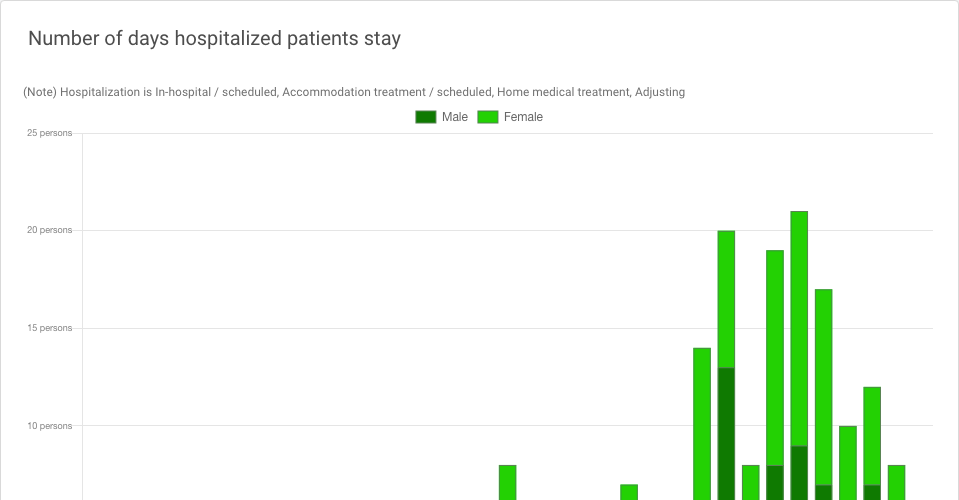 Number of days hospitalized patients stay
(Note) Hospitalization is In-hospital / scheduled, Accommodation treatment / scheduled, Home medical treatment, Adjusting
Male Female
25 persons
20 persons
15 persons
10 persons